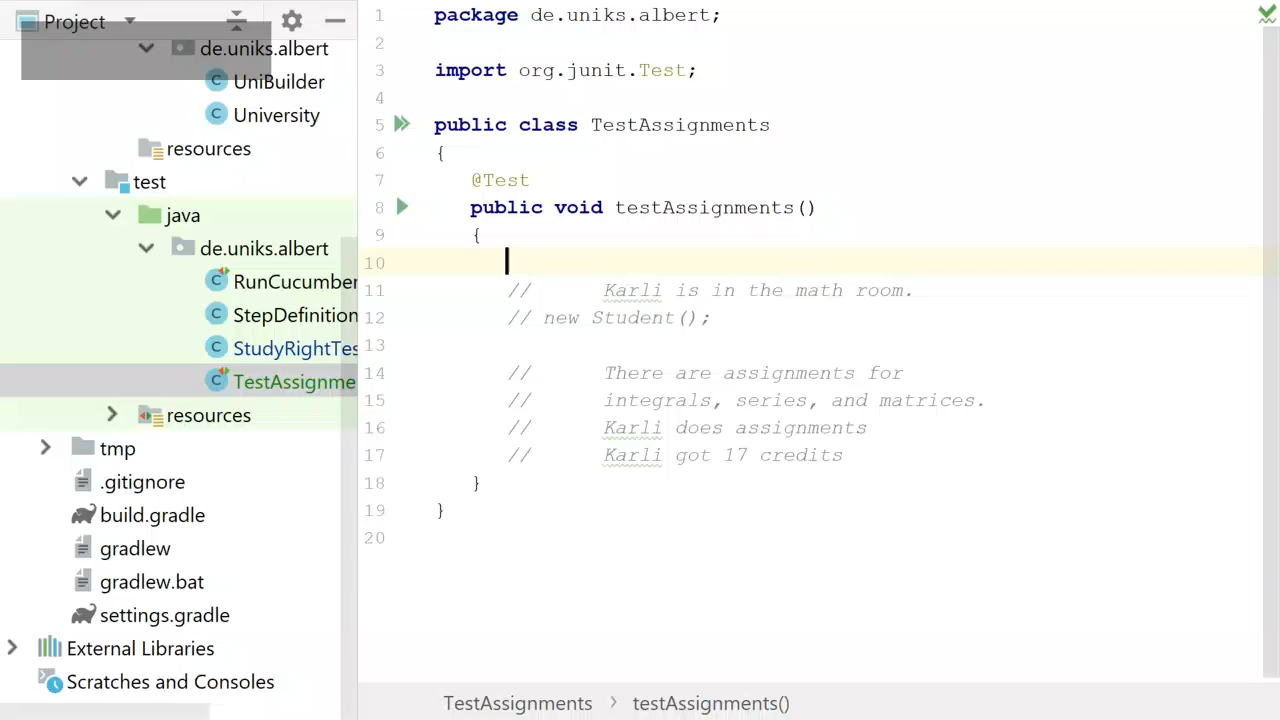 Project
de.uniks.albert
UniBuilder
University
resources
test
java
de.uniks.albert
RunCucumber
StepDefinition
StudyRightTes
TestAssignme
resources
tmp
.gitignore
build.gradle
gradlew
gradlew.bat
settings.gradle
External Libraries
Scratches and Consoles
1 package de.uniks.albert;
2
3 import org.junit.Test;
4
5 public class TestAssignments
6 {
7 @Test
8 public void testAssignments()
9 {
10
11 // Karli is in the math room.
12 // new Student();
13
14 // There are assignments for
15 // integrals, series, and matrices.
16 // Karli does assignments
17 // Karli got 17 credits
18 }
19 }
20
TestAssignments > testAssignments()